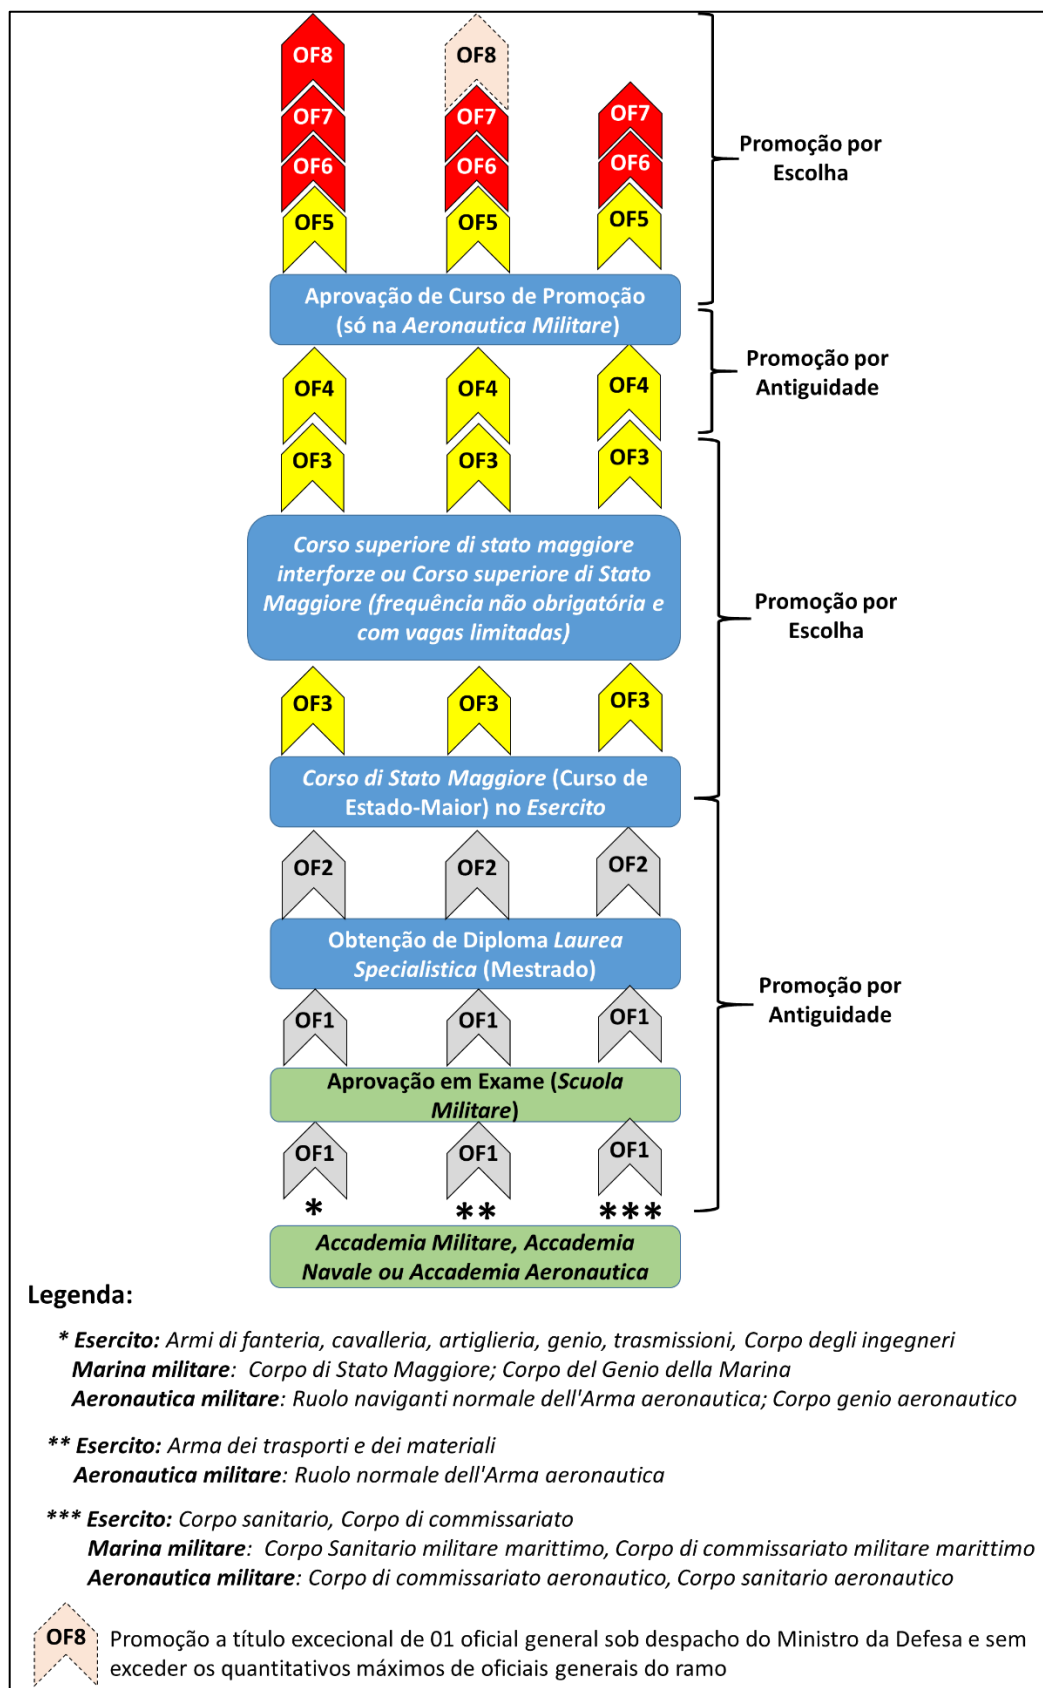 OF8 OF8
OF7 OF7 OF7
OF6 OF6 OF6
OF5 OF5 OF5
Promoção por
Escolha
Aprovação de Curso de Promoção
(só na Aeronautica Militare)
OF4 OF4 OF4
Promoção por
Antiguidade
OF3 OF3 OF3
Corso superiore di stato maggiore
interforze ou Corso superiore di Stato
Maggiore (frequência não obrigatória e
com vagas limitadas)
Promoção por
Escolha
OF3 OF3 OF3
Corso di Stato Maggiore (Curso de
Estado-Maior) no Esercito
OF2 OF2 OF2
Obtenção de Diploma Laurea
Specialistica (Mestrado)
Promoção por
Antiguidade
OF1 OF1 OF1
Aprovação em Exame (Scuola
Militare)
OF1 OF1 OF1
* ** ***
Accademia Militare, Accademia
Navale ou Accademia Aeronautica
Legenda:
* Esercito: Armi di fanteria, cavalleria, artiglieria, genio, trasmissioni, Corpo degli ingegneri
Marina militare: Corpo di Stato Maggiore; Corpo del Genio della Marina
Aeronautica militare: Ruolo naviganti normale dell'Arma aeronautica; Corpo genio aeronautico
** Esercito: Arma dei trasporti e dei materiali
Aeronautica militare: Ruolo normale dell'Arma aeronautica
*** Esercito: Corpo sanitario, Corpo di commissariato
Marina militare: Corpo Sanitario militare marittimo, Corpo di commissariato militare marittimo
Aeronautica militare: Corpo di commissariato aeronautico, Corpo sanitario aeronautico
OF8 Promoção a título excecional de 01 oficial general sob despacho do Ministro da Defesa e sem
exceder os quantitativos máximos de oficiais generais do ramo